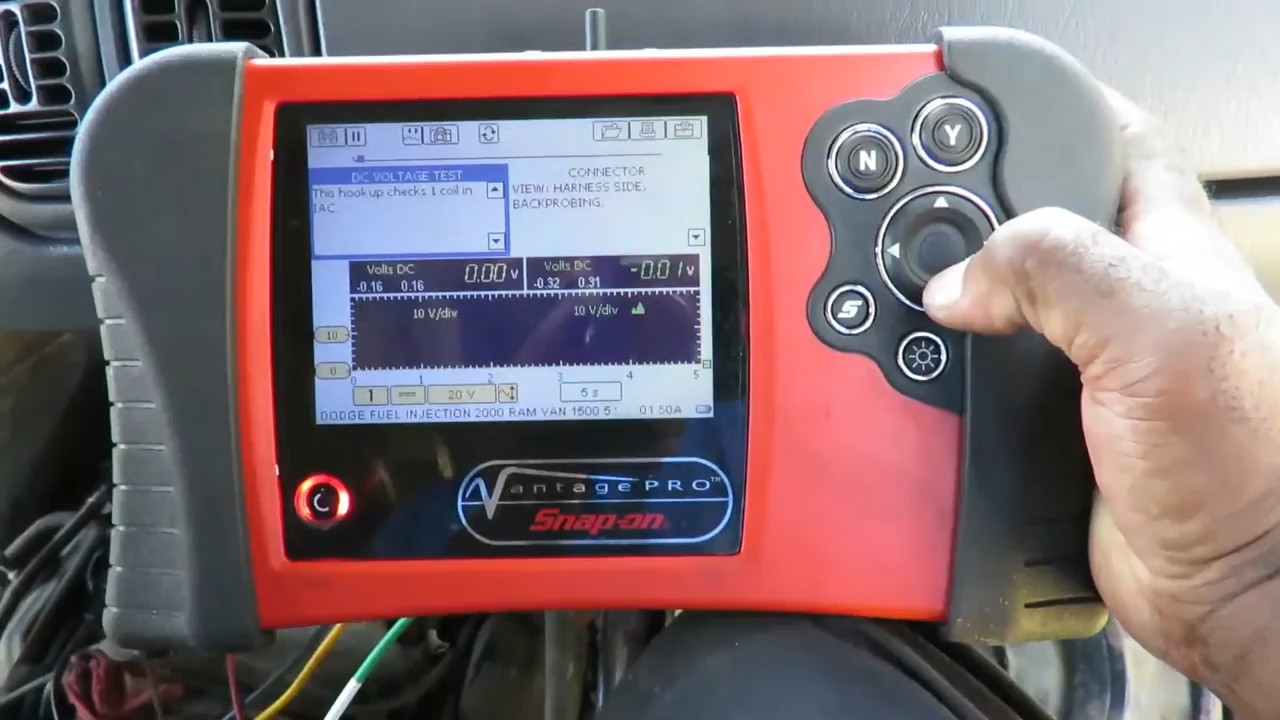 DC VOLTAGE TEST
This hookup checks 1 coil in
IAC.
CONNECTOR
VIEW: HARNESS SIDE,
BACKPROBING.
Volts DC 0.00 v
-0.16 0.16
Volts DC -0.01 v
-0.32 0.31
10 V/div 10 V/div
10
0
0 1 2 3 4 5
1 20 V 5 s
DODGE FUEL INJECTION 2000 RAM VAN 1500 01:50A
N
Y
S
C
Vantage PRO™
Snap-on